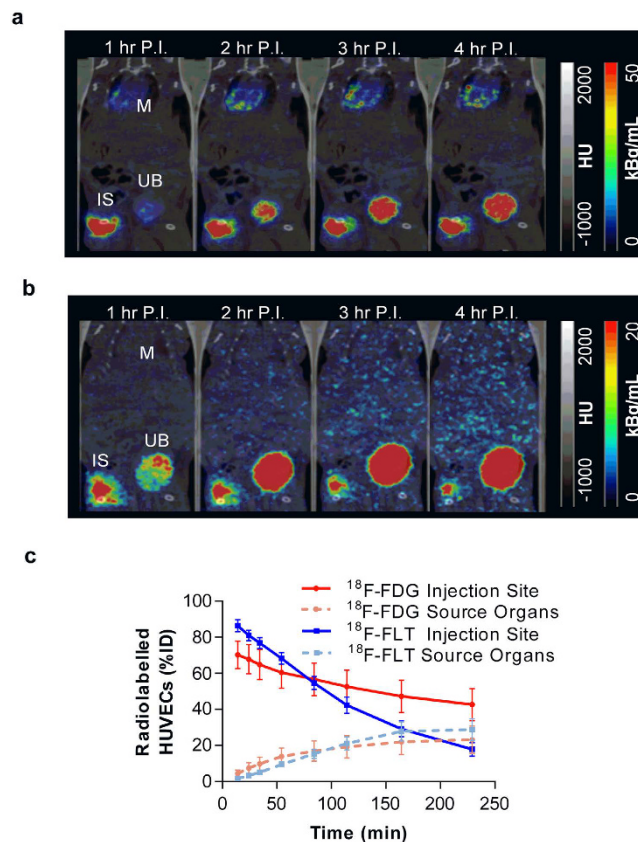 a
1 hr P.I. 2 hr P.I. 3 hr P.I. 4 hr P.I.
M
UB
IS
2000
HU
-1000
50
kBq/mL
0
b
1 hr P.I. 2 hr P.I. 3 hr P.I. 4 hr P.I.
M
UB
IS
2000
HU
-1000
20
kBq/mL
0
c
18F-FDG Injection Site
18F-FDG Source Organs
18F-FLT Injection Site
18F-FLT Source Organs
Radiolabelled
HUVECs (%ID)
100
80
60
40
20
0
0 50 100 150 200 250
Time (min)